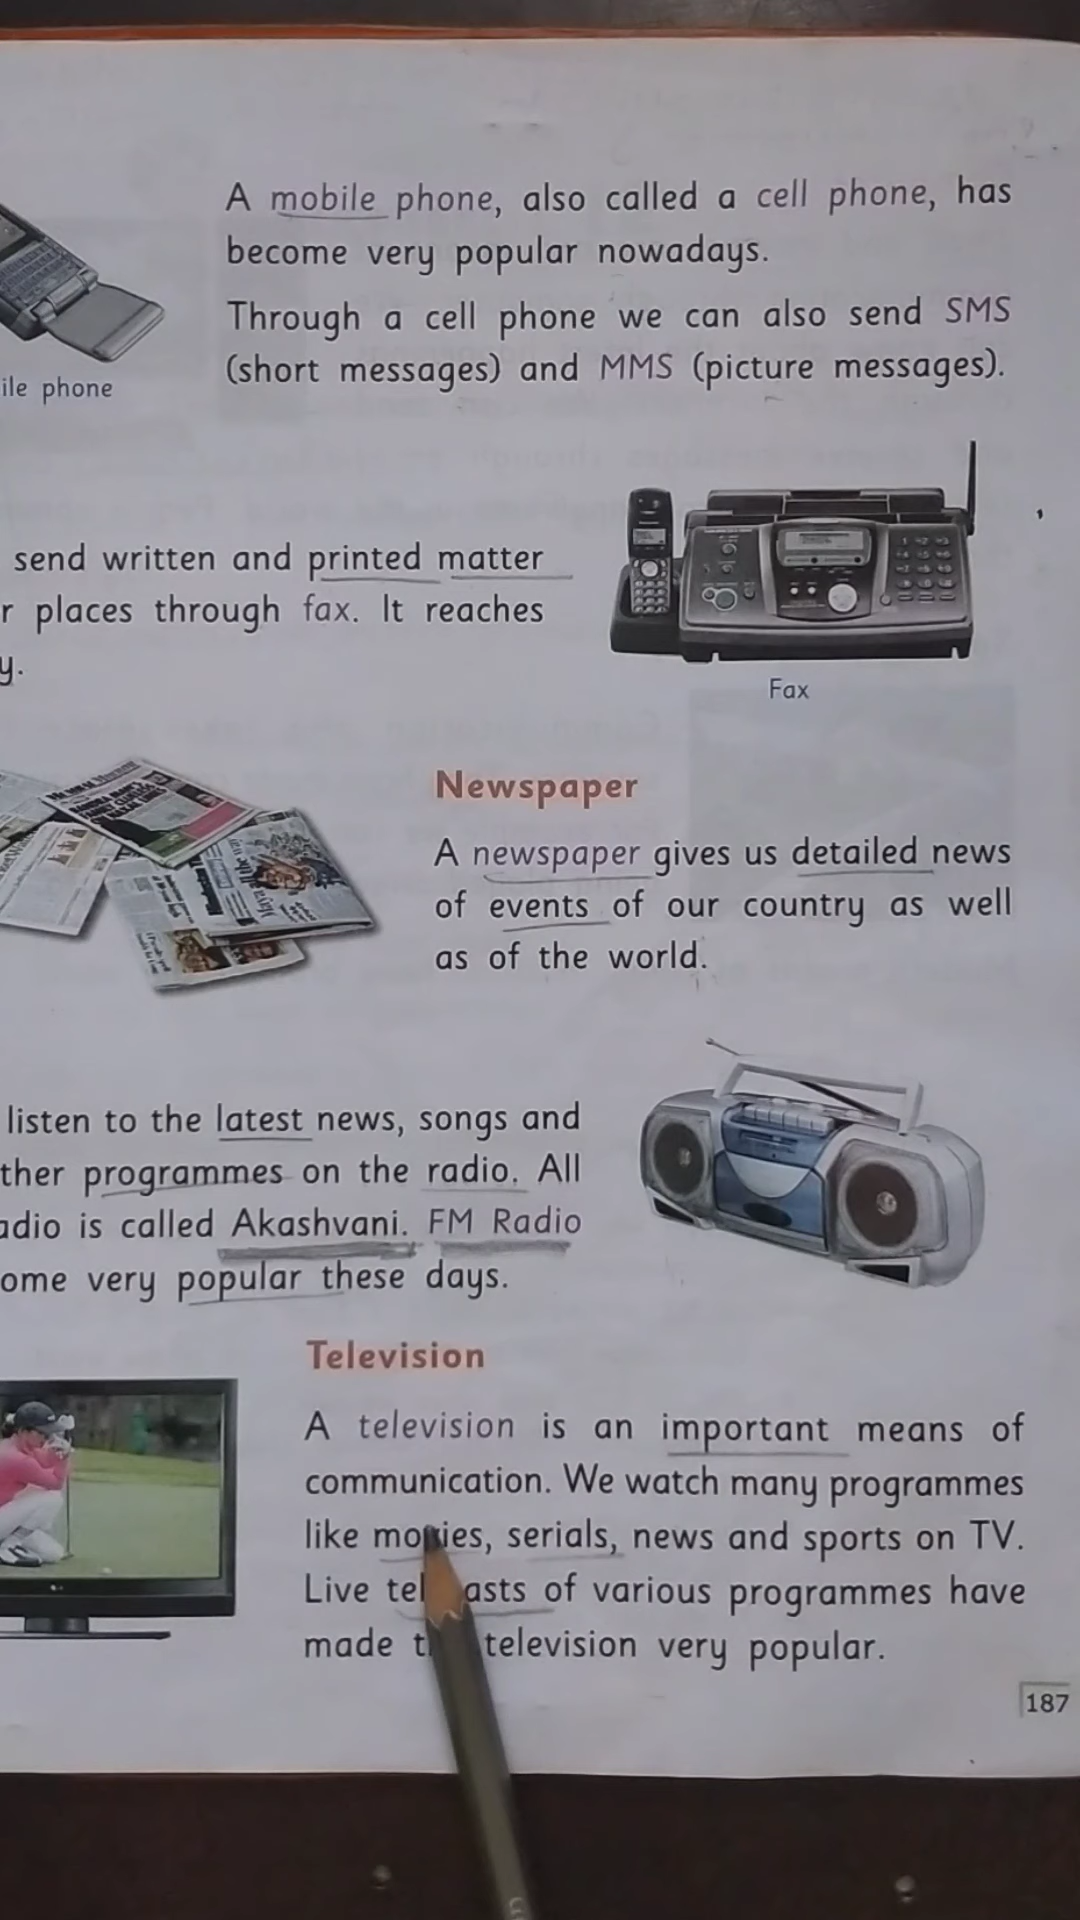 A mobile phone, also called a cell phone, has
become very popular nowadays.
Through a cell phone we can also send SMS
(short messages) and MMS (picture messages).
ile phone
send written and printed matter
r places through fax. It reaches
y.
Fax
Newspaper
A newspaper gives us detailed news
of events of our country as well
as of the world.
listen to the latest news, songs and
ther programmes on the radio. All
adio is called Akashvani. FM Radio
ome very popular these days.
Television
A television is an important means of
communication. We watch many programmes
like movies, serials, news and sports on TV.
Live telecasts of various programmes have
made television very popular.
187